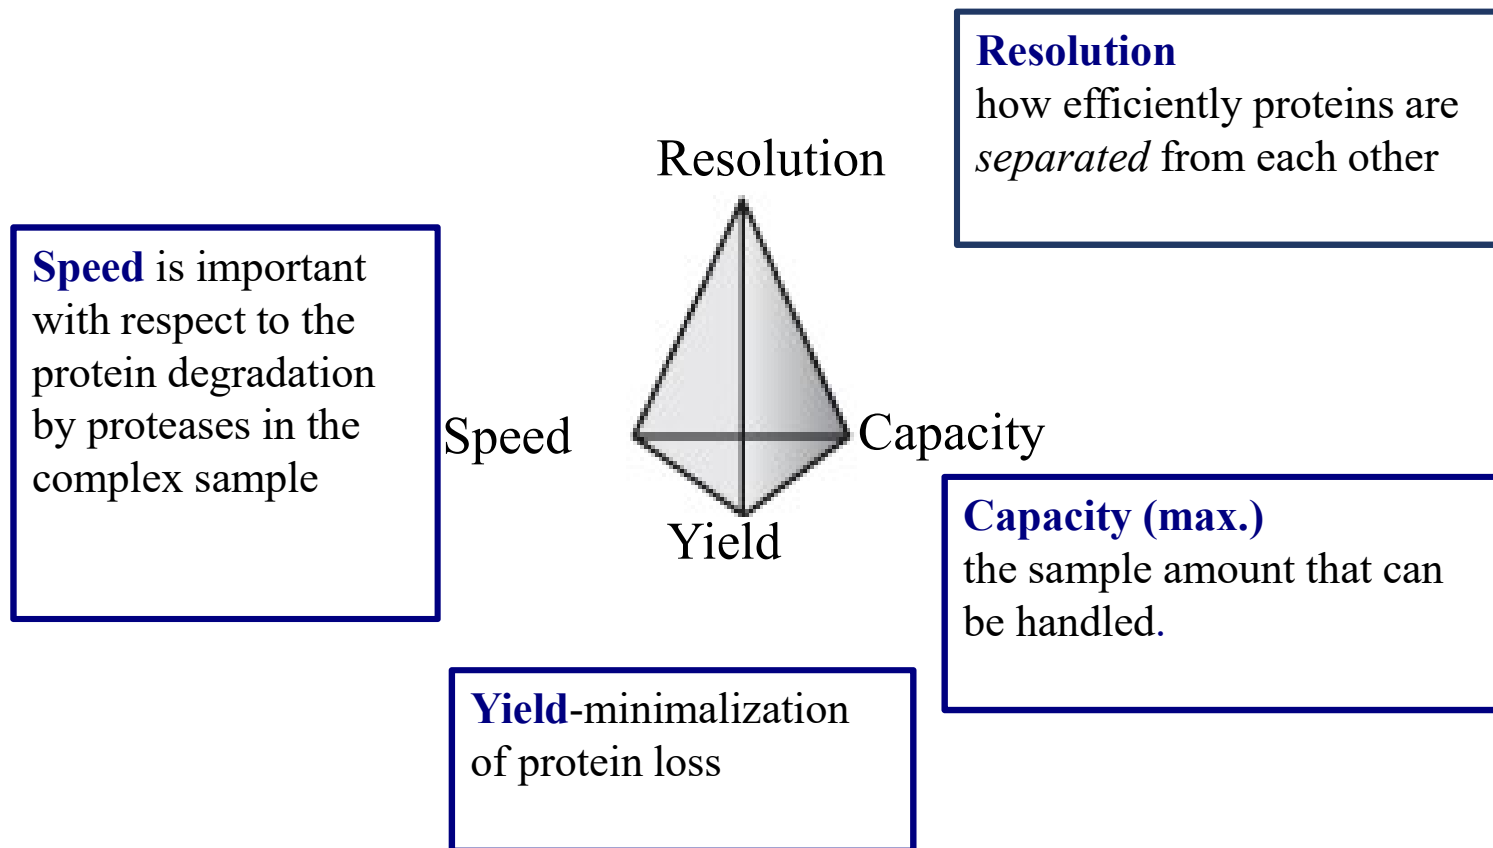 Resolution
how efficiently proteins are
separated from each other
Resolution
Speed is important
with respect to the
protein degradation
by proteases in the
complex sample
Speed
Capacity
Yield
Capacity (max.)
the sample amount that can
be handled.
Yield-minimalization
of protein loss